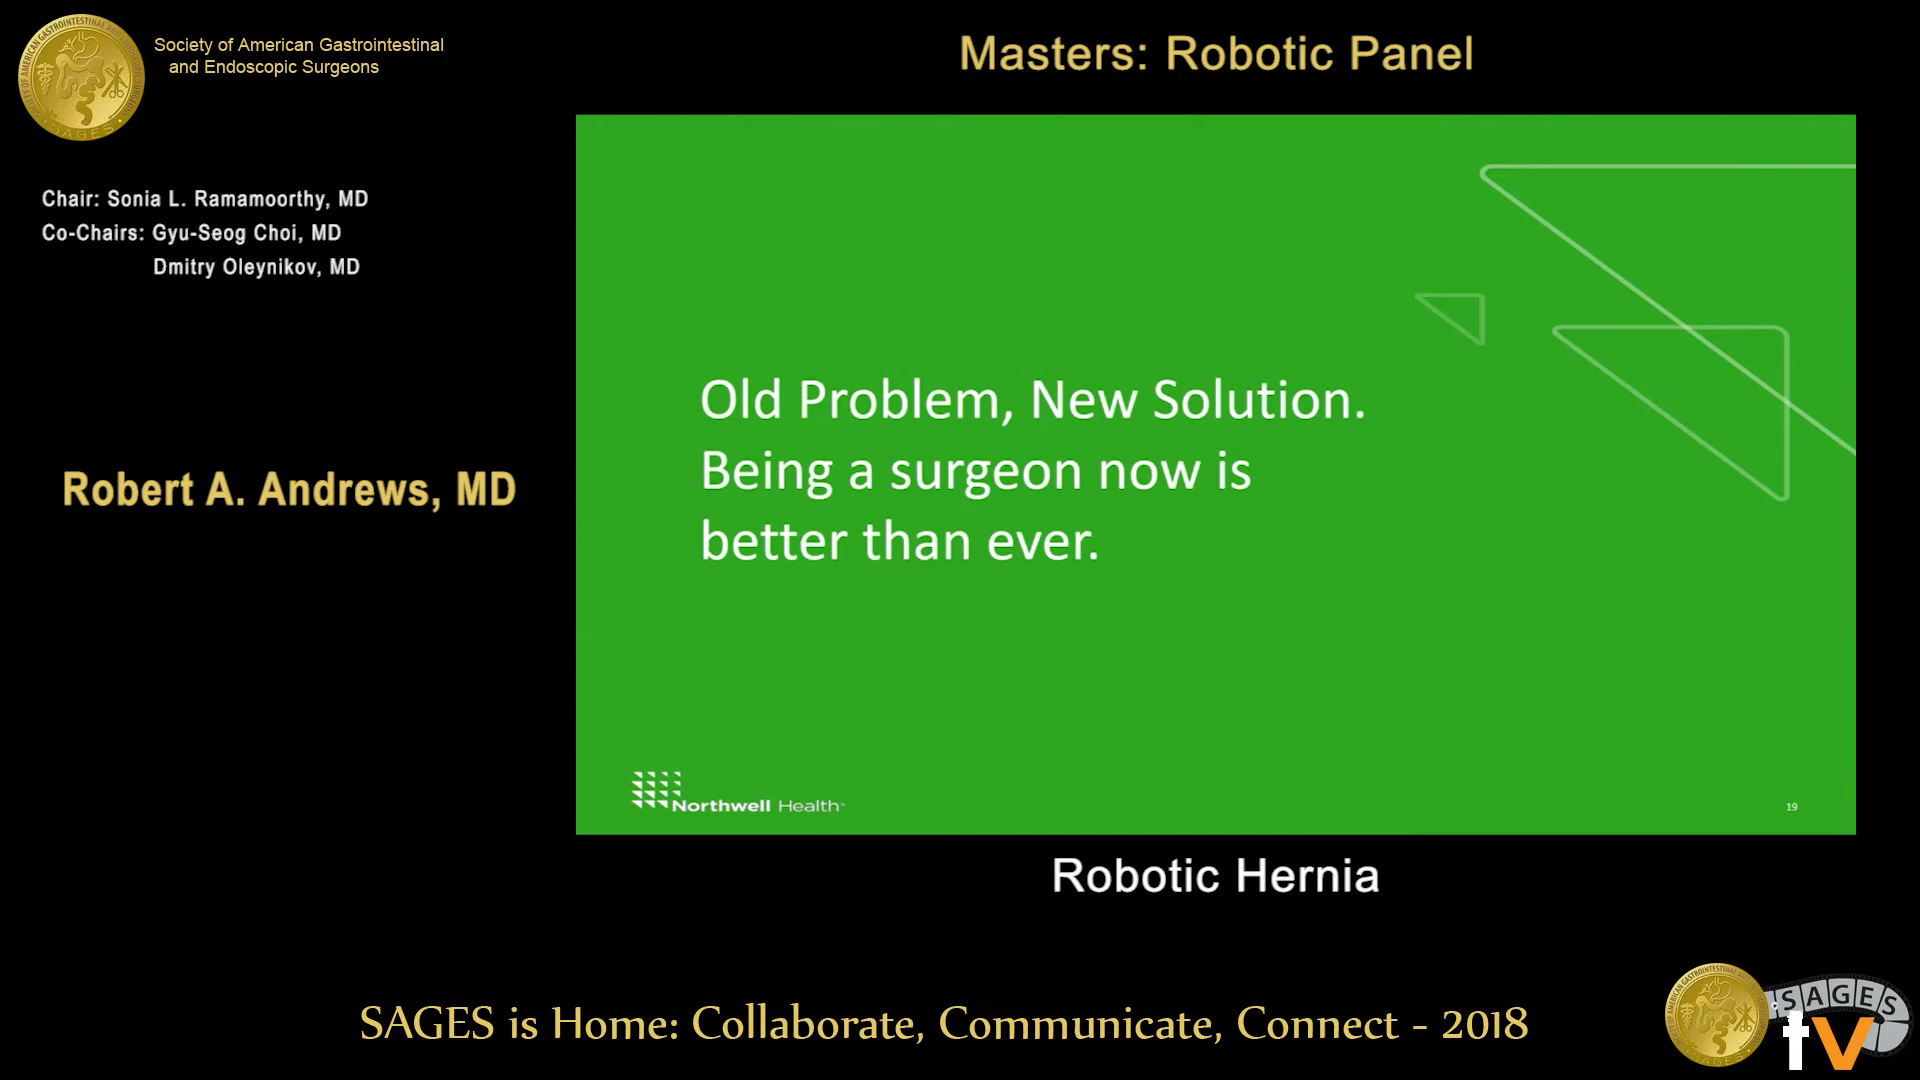 Society of American Gastrointestinal
and Endoscopic Surgeons
Masters: Robotic Panel
Chair: Sonia L. Ramamoorthy, MD
Co-Chairs: Gyu-Seog Choi, MD
Dmitry Oleynikov, MD
Robert A. Andrews, MD
Old Problem, New Solution.
Being a surgeon now is
better than ever.
Northwell Health
19
Robotic Hernia
SAGES is Home: Collaborate, Communicate, Connect - 2018
SAGES
tv